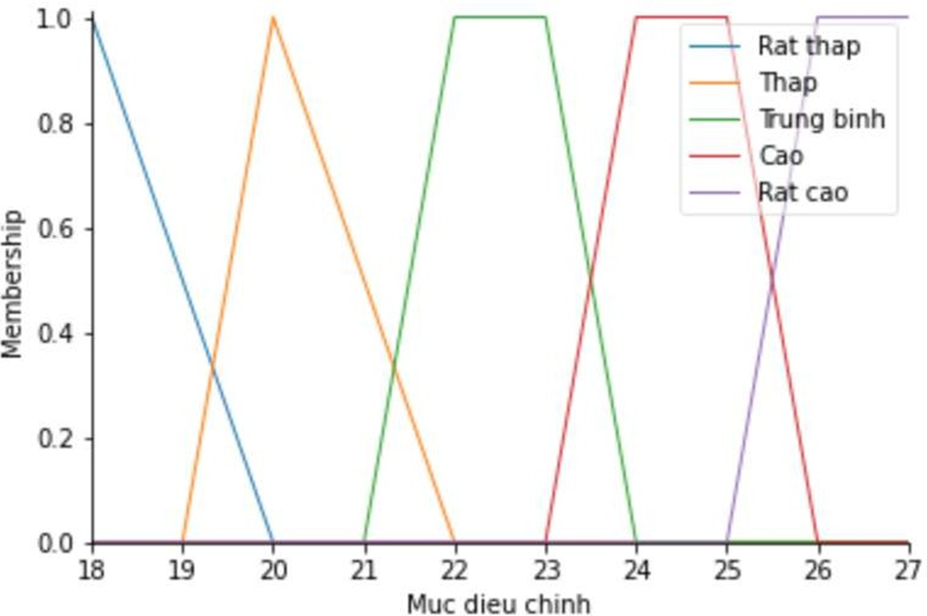 1.0
0.8
0.6
0.4
0.2
0.0
Membership
Rat thap
Thap
Trung binh
Cao
Rat cao
18 19 20 21 22 23 24 25 26 27
Muc dieu chinh